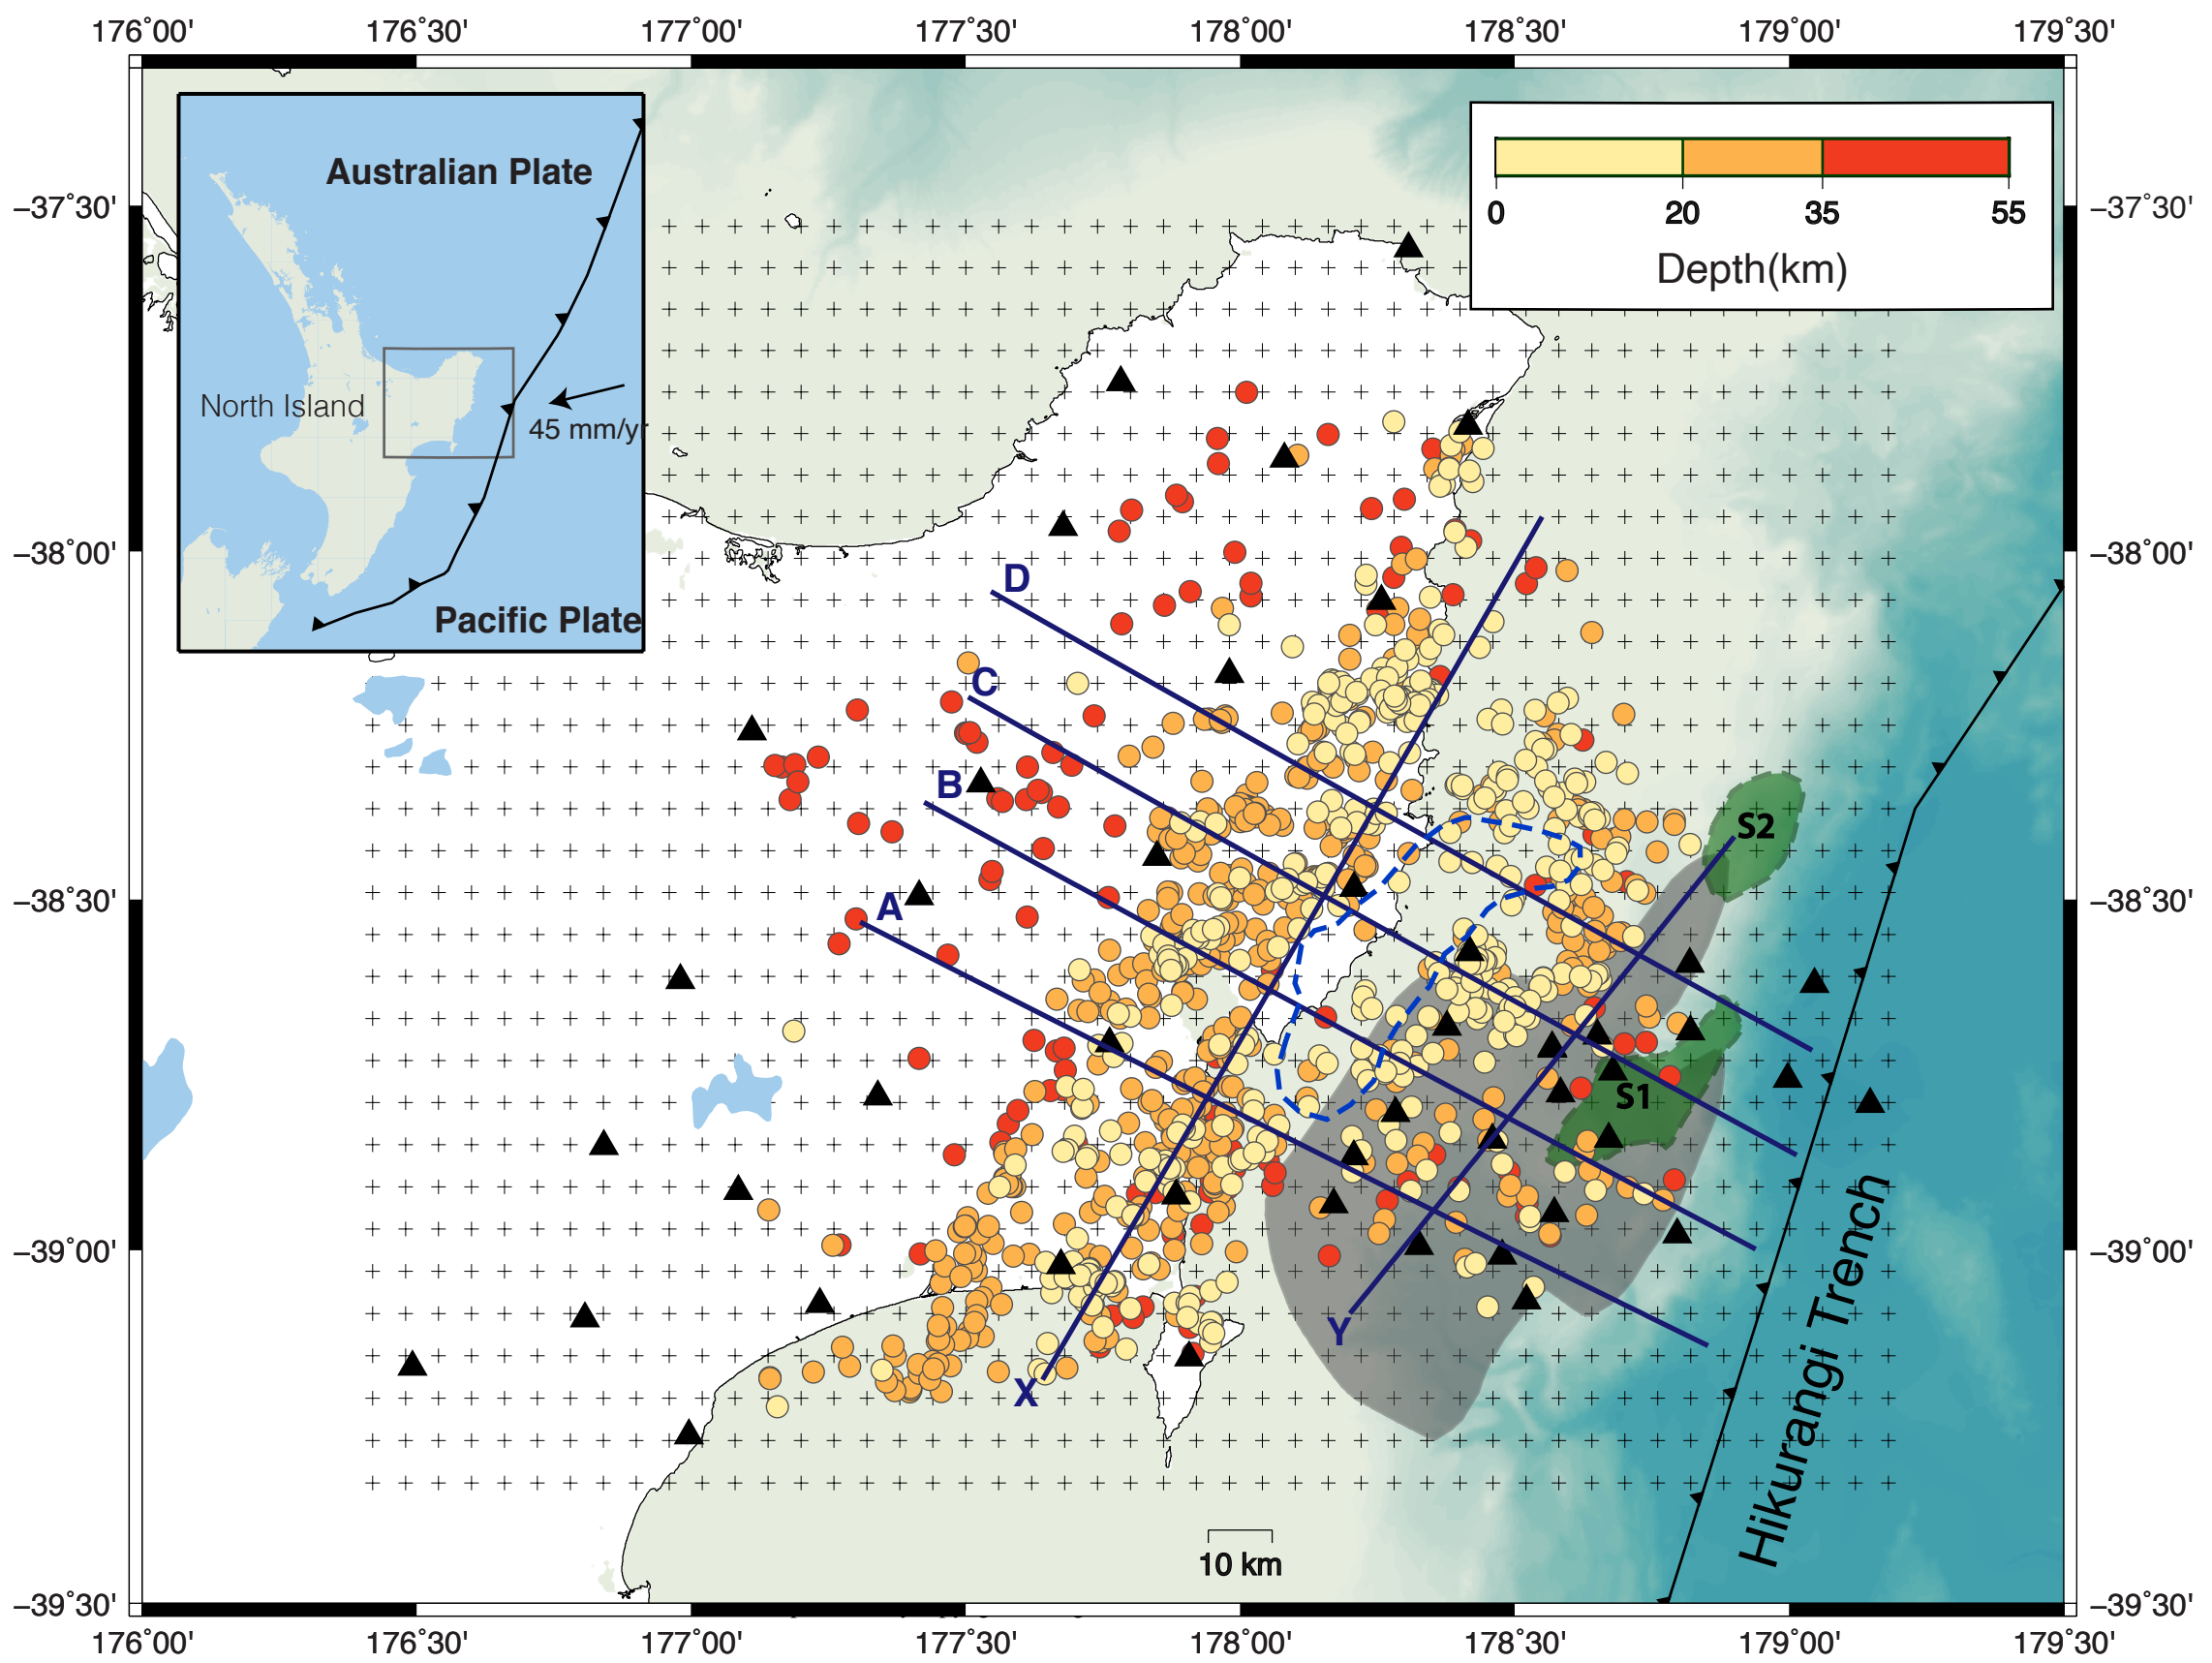 176°00' 176°30' 177°00' 177°30' 178°00' 178°30' 179°00' 179°30'
Australian Plate
North Island
45 mm/yr
Pacific Plate
0 20 35 55
Depth(km)
−37°30' −37°30'
−38°00' −38°00'
−38°30' −38°30'
−39°00' −39°00'
−39°30' −39°30'
D
C
B
A
S2
S1
Y
X
Hikurangi Trench
10 km
176°00' 176°30' 177°00' 177°30' 178°00' 178°30' 179°00' 179°30'